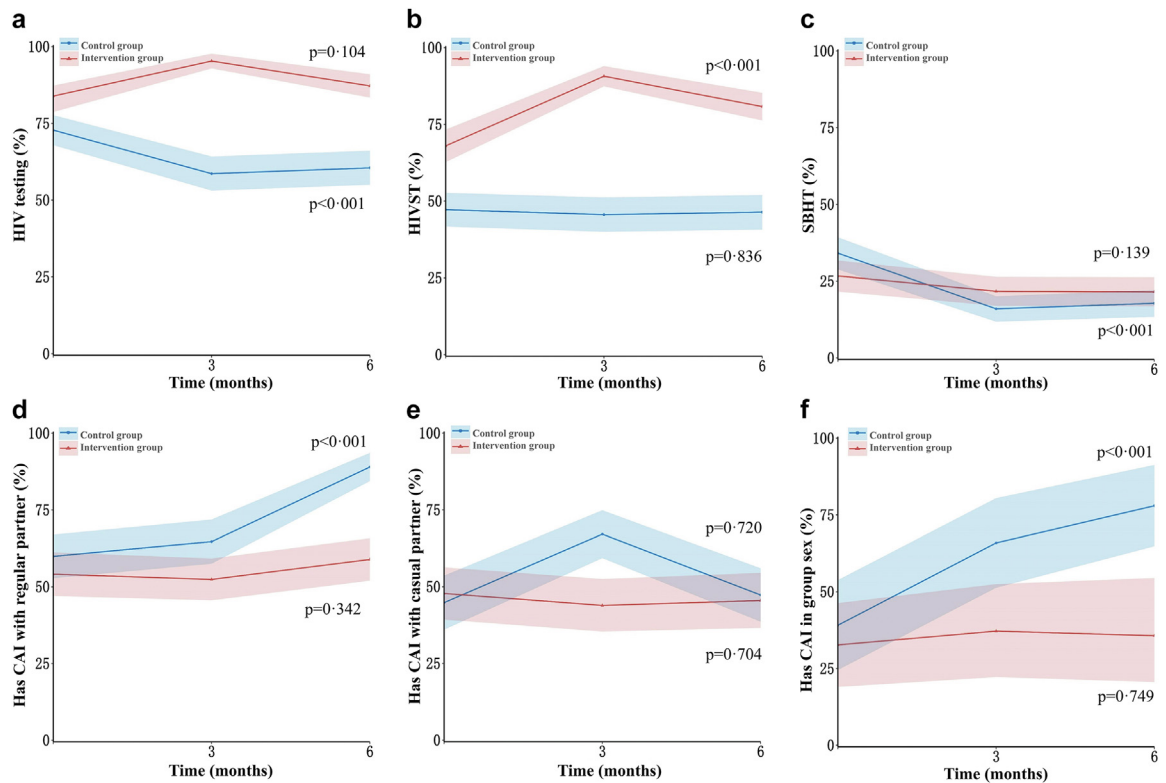 a
Control group
Intervention group
p=0·104
p<0·001
HIV testing (%)
100
75
50
25
0
3
6
Time (months)
b
Control group
Intervention group
p<0·001
p=0·836
HIVST (%)
100
75
50
25
0
3
6
Time (months)
c
Control group
Intervention group
p=0·139
p<0·001
SBHT (%)
100
75
50
25
0
3
6
Time (months)
d
Control group
Intervention group
p<0·001
p=0·342
Has CAI with regular partner (%)
100
75
50
25
0
3
6
Time (months)
e
Control group
Intervention group
p=0·720
p=0·704
Has CAI with casual partner (%)
100
75
50
25
0
3
6
Time (months)
f
Control group
Intervention group
p<0·001
p=0·749
Has CAI in group sex (%)
100
75
50
25
0
3
6
Time (months)